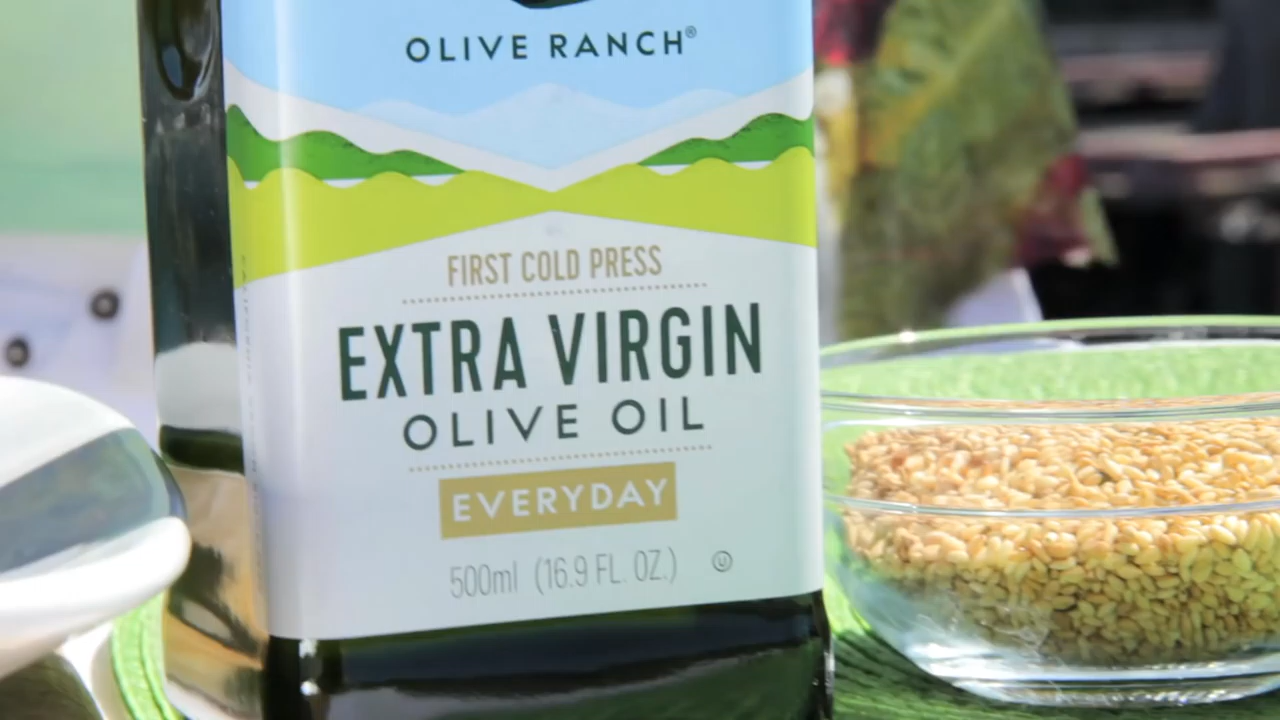 OLIVE RANCH®
FIRST COLD PRESS
EXTRA VIRGIN
OLIVE OIL
EVERYDAY
500ml (16.9 FL. OZ.) Ⓤ